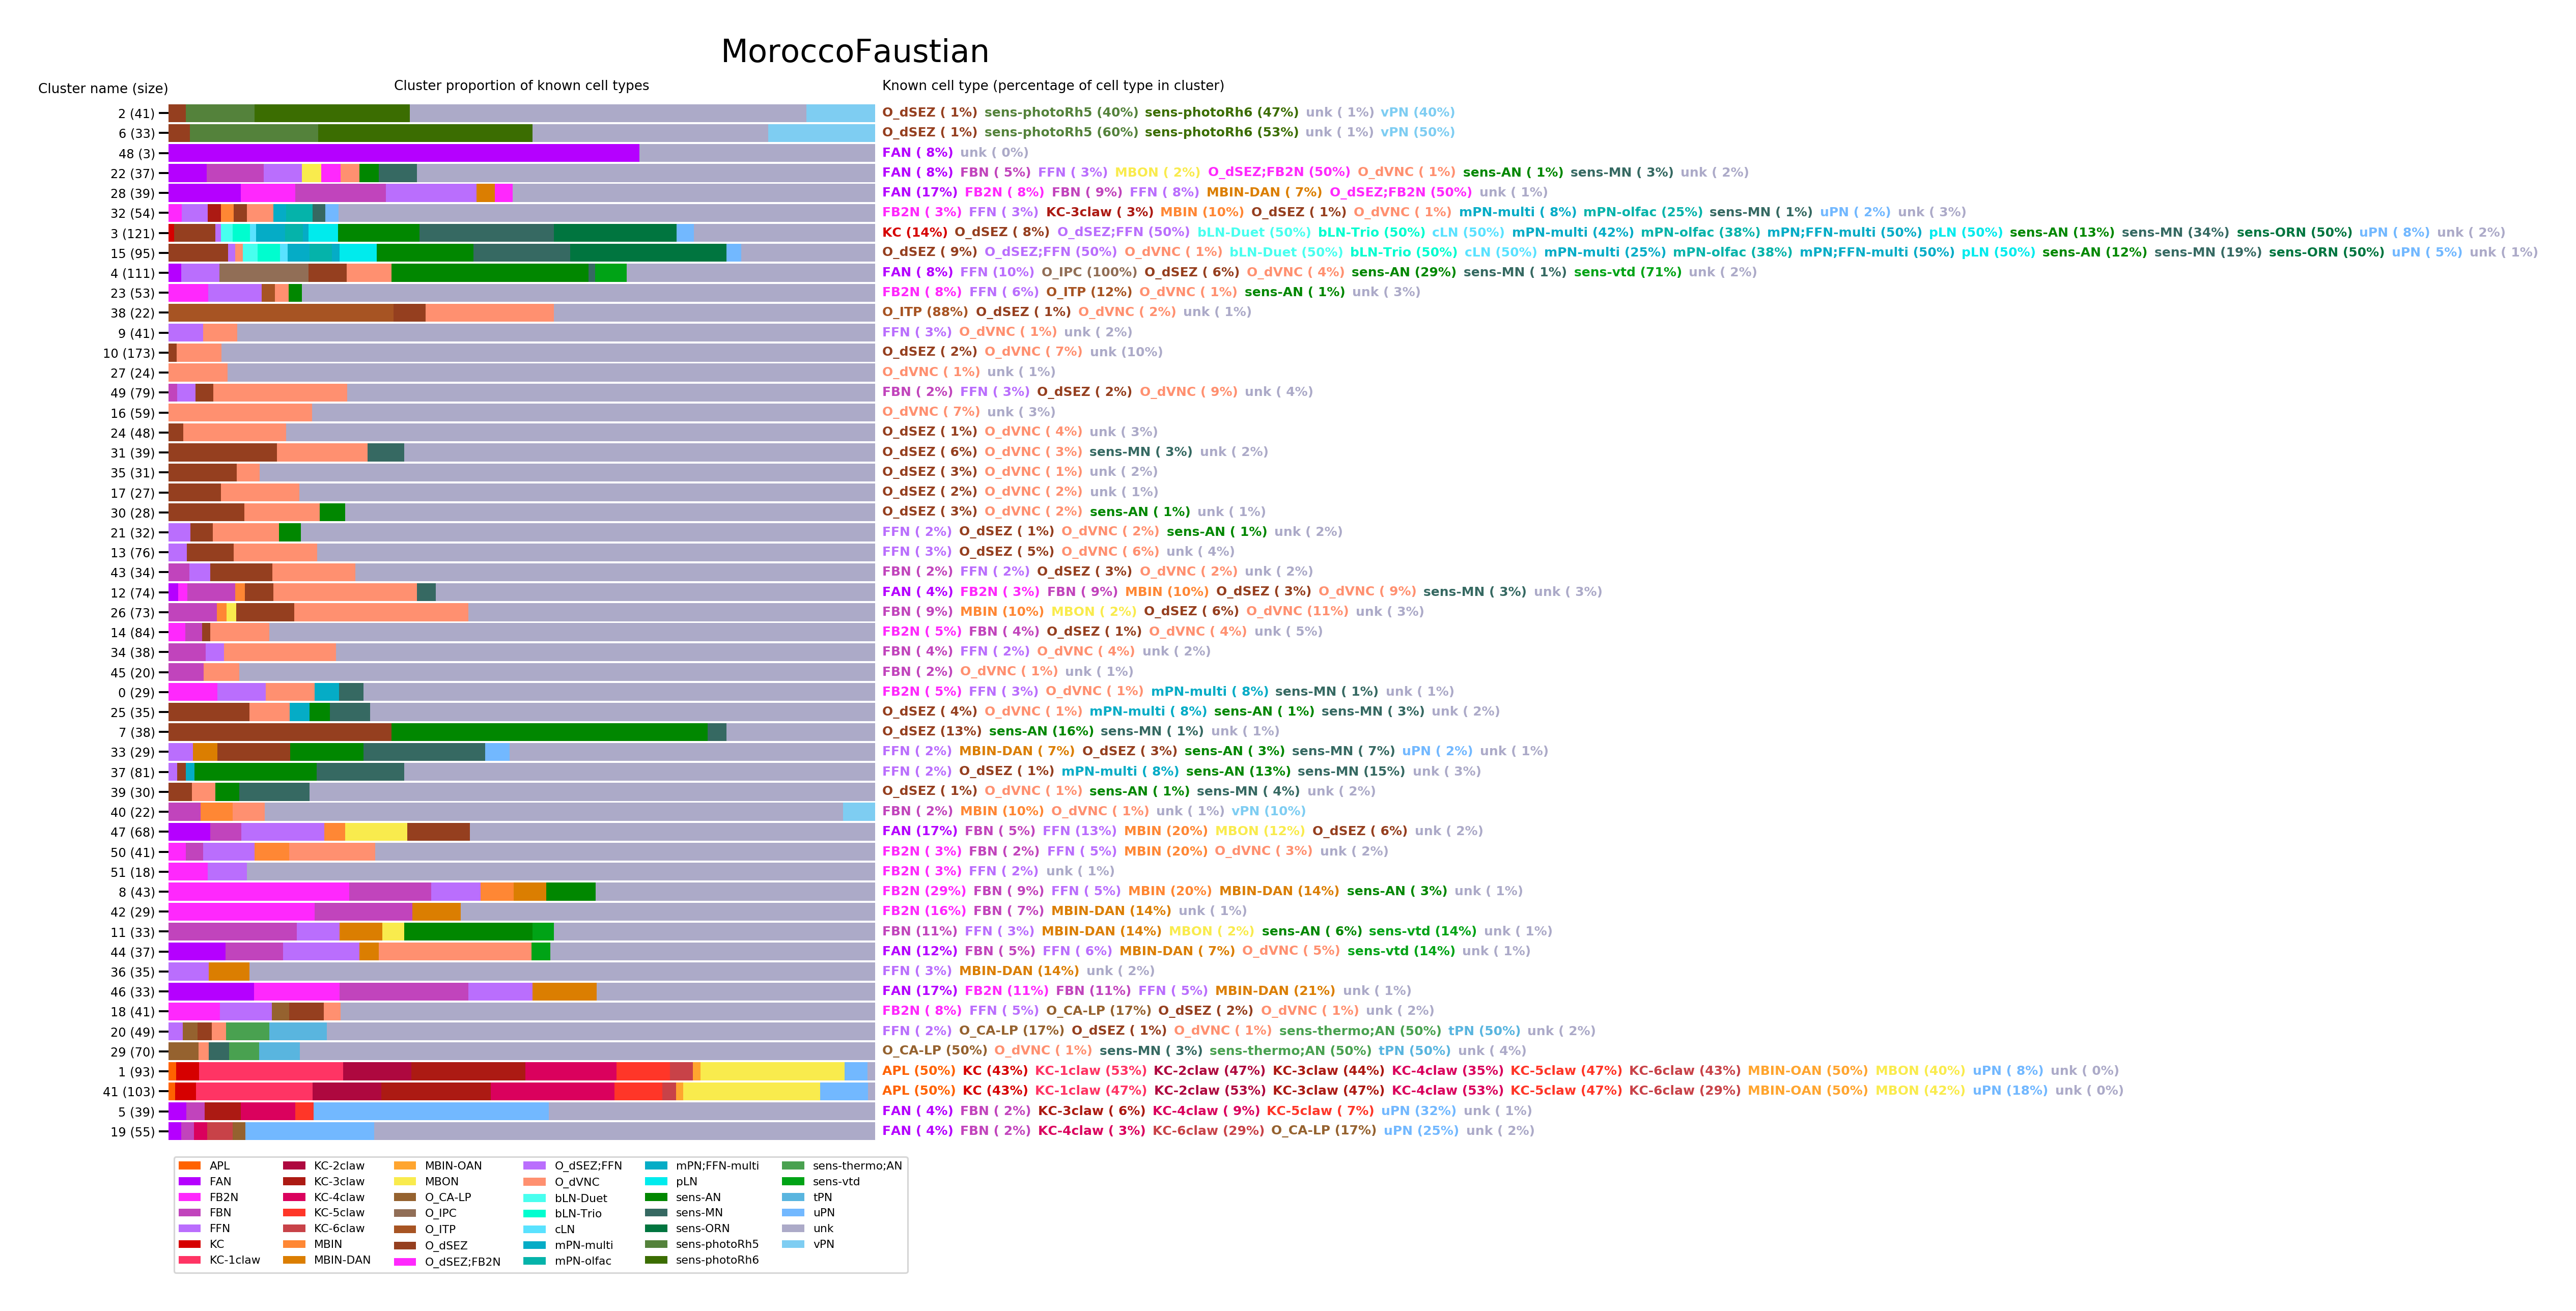 MoroccoFaustian
Cluster name (size) Cluster proportion of known cell types Known cell type (percentage of cell type in cluster)
2 (41) O_dSEZ ( 1%) sens-photoRh5 (40%) sens-photoRh6 (47%) unk ( 1%) vPN (40%)
6 (33) O_dSEZ ( 1%) sens-photoRh5 (60%) sens-photoRh6 (53%) unk ( 1%) vPN (50%)
48 (3) FAN ( 8%) unk ( 0%)
22 (37) FAN ( 8%) FBN ( 5%) FFN ( 3%) MBON ( 2%) O_dSEZ;FB2N (50%) O_dVNC ( 1%) sens-AN ( 1%) sens-MN ( 3%) unk ( 2%)
28 (39) FAN (17%) FB2N ( 8%) FBN ( 9%) FFN ( 8%) MBIN-DAN ( 7%) O_dSEZ;FB2N (50%) unk ( 1%)
32 (54) FB2N ( 3%) FFN ( 3%) KC-3claw ( 3%) MBIN (10%) O_dSEZ ( 1%) O_dVNC ( 1%) mPN-multi ( 8%) mPN-olfac (25%) sens-MN ( 1%) uPN ( 2%) unk ( 3%)
3 (121) KC (14%) O_dSEZ ( 8%) O_dSEZ;FFN (50%) bLN-Duet (50%) bLN-Trio (50%) cLN (50%) mPN-multi (42%) mPN-olfac (38%) mPN;FFN-multi (50%) pLN (50%) sens-AN (13%) sens-MN (34%) sens-ORN (50%) uPN ( 8%) unk ( 2%)
15 (95) O_dSEZ ( 9%) O_dSEZ;FFN (50%) O_dVNC ( 1%) bLN-Duet (50%) bLN-Trio (50%) cLN (50%) mPN-multi (25%) mPN-olfac (38%) mPN;FFN-multi (50%) pLN (50%) sens-AN (12%) sens-MN (19%) sens-ORN (50%) uPN ( 5%) unk ( 1%)
4 (111) FAN ( 8%) FFN (10%) O_IPC (100%) O_dSEZ ( 6%) O_dVNC ( 4%) sens-AN (29%) sens-MN ( 1%) sens-vtd (71%) unk ( 2%)
23 (53) FB2N ( 8%) FFN ( 6%) O_ITP (12%) O_dVNC ( 1%) sens-AN ( 1%) unk ( 3%)
38 (22) O_ITP (88%) O_dSEZ ( 1%) O_dVNC ( 2%) unk ( 1%)
9 (41) FFN ( 3%) O_dVNC ( 1%) unk ( 2%)
10 (173) O_dSEZ ( 2%) O_dVNC ( 7%) unk (10%)
27 (24) O_dVNC ( 1%) unk ( 1%)
49 (79) FBN ( 2%) FFN ( 3%) O_dSEZ ( 2%) O_dVNC ( 9%) unk ( 4%)
16 (59) O_dVNC ( 7%) unk ( 3%)
24 (48) O_dSEZ ( 1%) O_dVNC ( 4%) unk ( 3%)
31 (39) O_dSEZ ( 6%) O_dVNC ( 3%) sens-MN ( 3%) unk ( 2%)
35 (31) O_dSEZ ( 3%) O_dVNC ( 1%) unk ( 2%)
17 (27) O_dSEZ ( 2%) O_dVNC ( 2%) unk ( 1%)
30 (28) O_dSEZ ( 3%) O_dVNC ( 2%) sens-AN ( 1%) unk ( 1%)
21 (32) FFN ( 2%) O_dSEZ ( 1%) O_dVNC ( 2%) sens-AN ( 1%) unk ( 2%)
13 (76) FFN ( 3%) O_dSEZ ( 5%) O_dVNC ( 6%) unk ( 4%)
43 (34) FBN ( 2%) FFN ( 2%) O_dSEZ ( 3%) O_dVNC ( 2%) unk ( 2%)
12 (74) FAN ( 4%) FB2N ( 3%) FBN ( 9%) MBIN (10%) O_dSEZ ( 3%) O_dVNC ( 9%) sens-MN ( 3%) unk ( 3%)
26 (73) FBN ( 9%) MBIN (10%) MBON ( 2%) O_dSEZ ( 6%) O_dVNC (11%) unk ( 3%)
14 (84) FB2N ( 5%) FBN ( 4%) O_dSEZ ( 1%) O_dVNC ( 4%) unk ( 5%)
34 (38) FBN ( 4%) FFN ( 2%) O_dVNC ( 4%) unk ( 2%)
45 (20) FBN ( 2%) O_dVNC ( 1%) unk ( 1%)
0 (29) FB2N ( 5%) FFN ( 3%) O_dVNC ( 1%) mPN-multi ( 8%) sens-MN ( 1%) unk ( 1%)
25 (35) O_dSEZ ( 4%) O_dVNC ( 1%) mPN-multi ( 8%) sens-AN ( 1%) sens-MN ( 3%) unk ( 2%)
7 (38) O_dSEZ (13%) sens-AN (16%) sens-MN ( 1%) unk ( 1%)
33 (29) FFN ( 2%) MBIN-DAN ( 7%) O_dSEZ ( 3%) sens-AN ( 3%) sens-MN ( 7%) uPN ( 2%) unk ( 1%)
37 (81) FFN ( 2%) O_dSEZ ( 1%) mPN-multi ( 8%) sens-AN (13%) sens-MN (15%) unk ( 3%)
39 (30) O_dSEZ ( 1%) O_dVNC ( 1%) sens-AN ( 1%) sens-MN ( 4%) unk ( 2%)
40 (22) FBN ( 2%) MBIN (10%) O_dVNC ( 1%) unk ( 1%) vPN (10%)
47 (68) FAN (17%) FBN ( 5%) FFN (13%) MBIN (20%) MBON (12%) O_dSEZ ( 6%) unk ( 2%)
50 (41) FB2N ( 3%) FBN ( 2%) FFN ( 5%) MBIN (20%) O_dVNC ( 3%) unk ( 2%)
51 (18) FB2N ( 3%) FFN ( 2%) unk ( 1%)
8 (43) FB2N (29%) FBN ( 9%) FFN ( 5%) MBIN (20%) MBIN-DAN (14%) sens-AN ( 3%) unk ( 1%)
42 (29) FB2N (16%) FBN ( 7%) MBIN-DAN (14%) unk ( 1%)
11 (33) FBN (11%) FFN ( 3%) MBIN-DAN (14%) MBON ( 2%) sens-AN ( 6%) sens-vtd (14%) unk ( 1%)
44 (37) FAN (12%) FBN ( 5%) FFN ( 6%) MBIN-DAN ( 7%) O_dVNC ( 5%) sens-vtd (14%) unk ( 1%)
36 (35) FFN ( 3%) MBIN-DAN (14%) unk ( 2%)
46 (33) FAN (17%) FB2N (11%) FBN (11%) FFN ( 5%) MBIN-DAN (21%) unk ( 1%)
18 (41) FB2N ( 8%) FFN ( 5%) O_CA-LP (17%) O_dSEZ ( 2%) O_dVNC ( 1%) unk ( 2%)
20 (49) FFN ( 2%) O_CA-LP (17%) O_dSEZ ( 1%) O_dVNC ( 1%) sens-thermo;AN (50%) tPN (50%) unk ( 2%)
29 (70) O_CA-LP (50%) O_dVNC ( 1%) sens-MN ( 3%) sens-thermo;AN (50%) tPN (50%) unk ( 4%)
1 (93) APL (50%) KC (43%) KC-1claw (53%) KC-2claw (47%) KC-3claw (44%) KC-4claw (35%) KC-5claw (47%) KC-6claw (43%) MBIN-OAN (50%) MBON (40%) uPN ( 8%) unk ( 0%)
41 (103) APL (50%) KC (43%) KC-1claw (47%) KC-2claw (53%) KC-3claw (47%) KC-4claw (53%) KC-5claw (47%) KC-6claw (29%) MBIN-OAN (50%) MBON (42%) uPN (18%) unk ( 0%)
5 (39) FAN ( 4%) FBN ( 2%) KC-3claw ( 6%) KC-4claw ( 9%) KC-5claw ( 7%) uPN (32%) unk ( 1%)
19 (55) FAN ( 4%) FBN ( 2%) KC-4claw ( 3%) KC-6claw (29%) O_CA-LP (17%) uPN (25%) unk ( 2%)
APL KC-2claw MBIN-OAN O_dSEZ;FFN mPN;FFN-multi sens-thermo;AN
FAN KC-3claw MBON O_dVNC pLN sens-vtd
FB2N KC-4claw O_CA-LP bLN-Duet sens-AN tPN
FBN KC-5claw O_IPC bLN-Trio sens-MN uPN
FFN KC-6claw O_ITP cLN sens-ORN unk
KC MBIN O_dSEZ mPN-multi sens-photoRh5 vPN
KC-1claw MBIN-DAN O_dSEZ;FB2N mPN-olfac sens-photoRh6